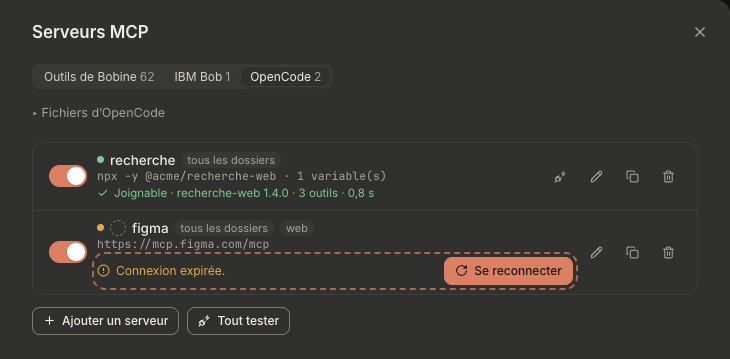 Serveurs MCP
Outils de Bobine 62 IBM Bob 1 OpenCode 2
Fichiers d'OpenCode
recherche tous les dossiers
npx -y @acme/recherche-web · 1 variable(s)
Joignable · recherche-web 1.4.0 · 3 outils · 0,8 s
figma tous les dossiers web
https://mcp.figma.com/mcp
Connexion expirée. Se reconnecter
Ajouter un serveur Tout tester